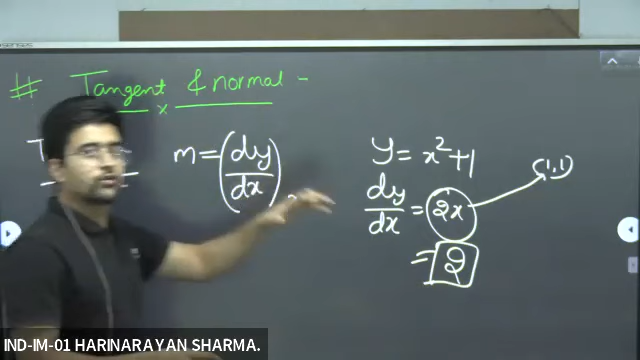 # Tangent & normal -
T
m = (dy/dx)
y = x² + 1
(1,1)
dy/dx = 2x
= 2
IND-IM-01 HARINARAYAN SHARMA.